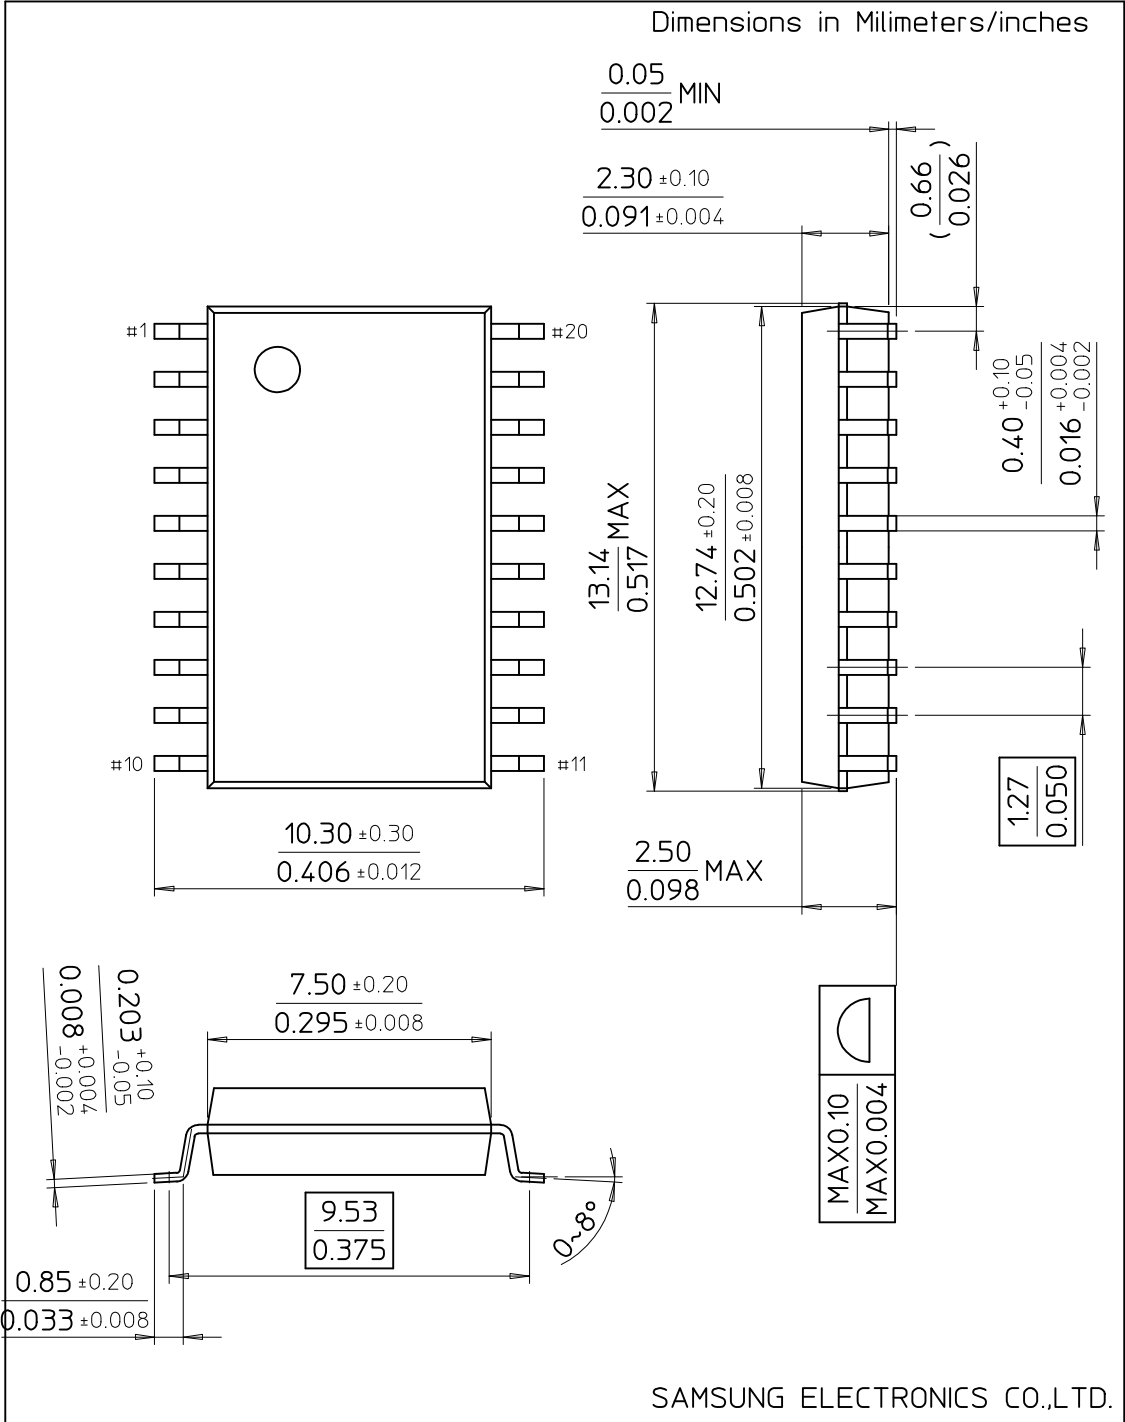 Dimensions in Milimeters/inches
0.05
0.002
MIN
2.30 ±0.10
0.091 ±0.004
( 0.66 )
0.026
#1
#20
0.40 +0.10 -0.05
0.016 +0.004 -0.002
13.14
0.517
MAX
12.74 ±0.20
0.502 ±0.008
#10
#11
1.27
0.050
10.30 ±0.30
0.406 ±0.012
2.50
0.098
MAX
0.203 +0.10 -0.05
0.008 +0.004 -0.002
7.50 ±0.20
0.295 ±0.008
MAX0.10
MAX0.004
9.53
0.375
0~8°
0.85 ±0.20
0.033 ±0.008
SAMSUNG ELECTRONICS CO.,LTD.